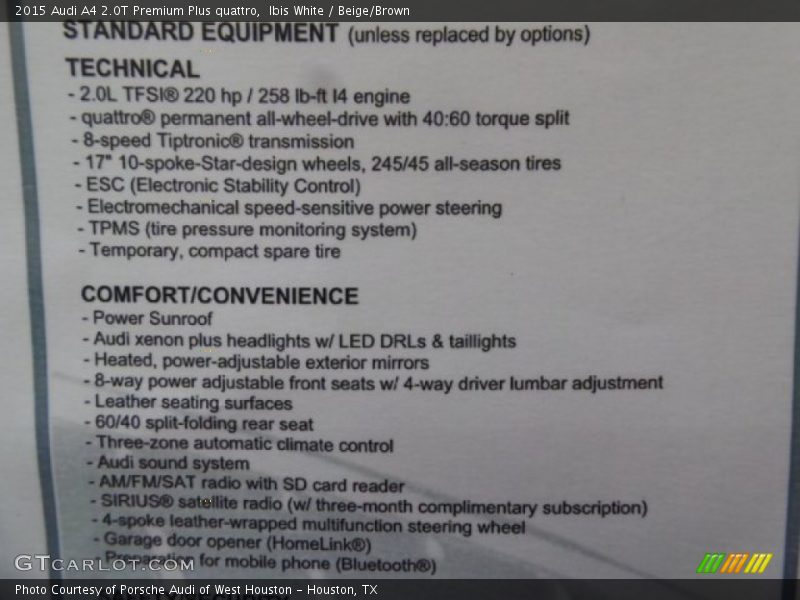 2015 Audi A4 2.0T Premium Plus quattro, Ibis White / Beige/Brown
STANDARD EQUIPMENT (unless replaced by options)
TECHNICAL
- 2.0L TFSI® 220 hp / 258 lb-ft I4 engine
- quattro® permanent all-wheel-drive with 40:60 torque split
- 8-speed Tiptronic® transmission
- 17" 10-spoke-Star-design wheels, 245/45 all-season tires
- ESC (Electronic Stability Control)
- Electromechanical speed-sensitive power steering
- TPMS (tire pressure monitoring system)
- Temporary, compact spare tire
COMFORT/CONVENIENCE
- Power Sunroof
- Audi xenon plus headlights w/ LED DRLs & taillights
- Heated, power-adjustable exterior mirrors
- 8-way power adjustable front seats w/ 4-way driver lumbar adjustment
- Leather seating surfaces
- 60/40 split-folding rear seat
- Three-zone automatic climate control
- Audi sound system
- AM/FM/SAT radio with SD card reader
- SIRIUS® satellite radio (w/ three-month complimentary subscription)
- 4-spoke leather-wrapped multifunction steering wheel
- Garage door opener (HomeLink®)
- Preparation for mobile phone (Bluetooth®)
GTCARLOT.COM
Photo Courtesy of Porsche Audi of West Houston - Houston, TX